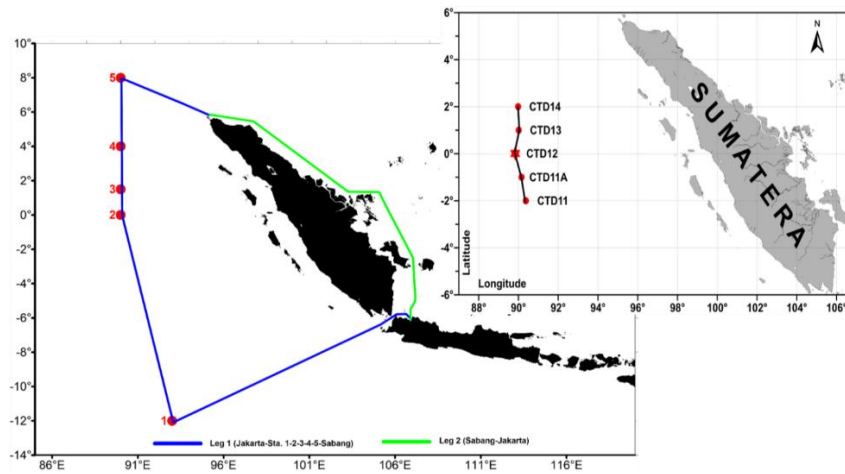 10°
8°
6°
4°
2°
0°
-2°
-4°
-6°
-8°
-10°
-12°
-14°
86°E
91°E
96°E
101°E
106°E
111°E
116°E
5
4
3
2
1
Leg 1 (Jakarta-Sta. 1-2-3-4-5-Sabang)
Leg 2 (Sabang-Jakarta)
6°
4°
2°
0°
-2°
-4°
-6°
N
CTD14
CTD13
CTD12
CTD11A
CTD11
SUMATERA
Latitude
Longitude
88°
90°
92°
94°
96°
98°
100°
102°
104°
106°